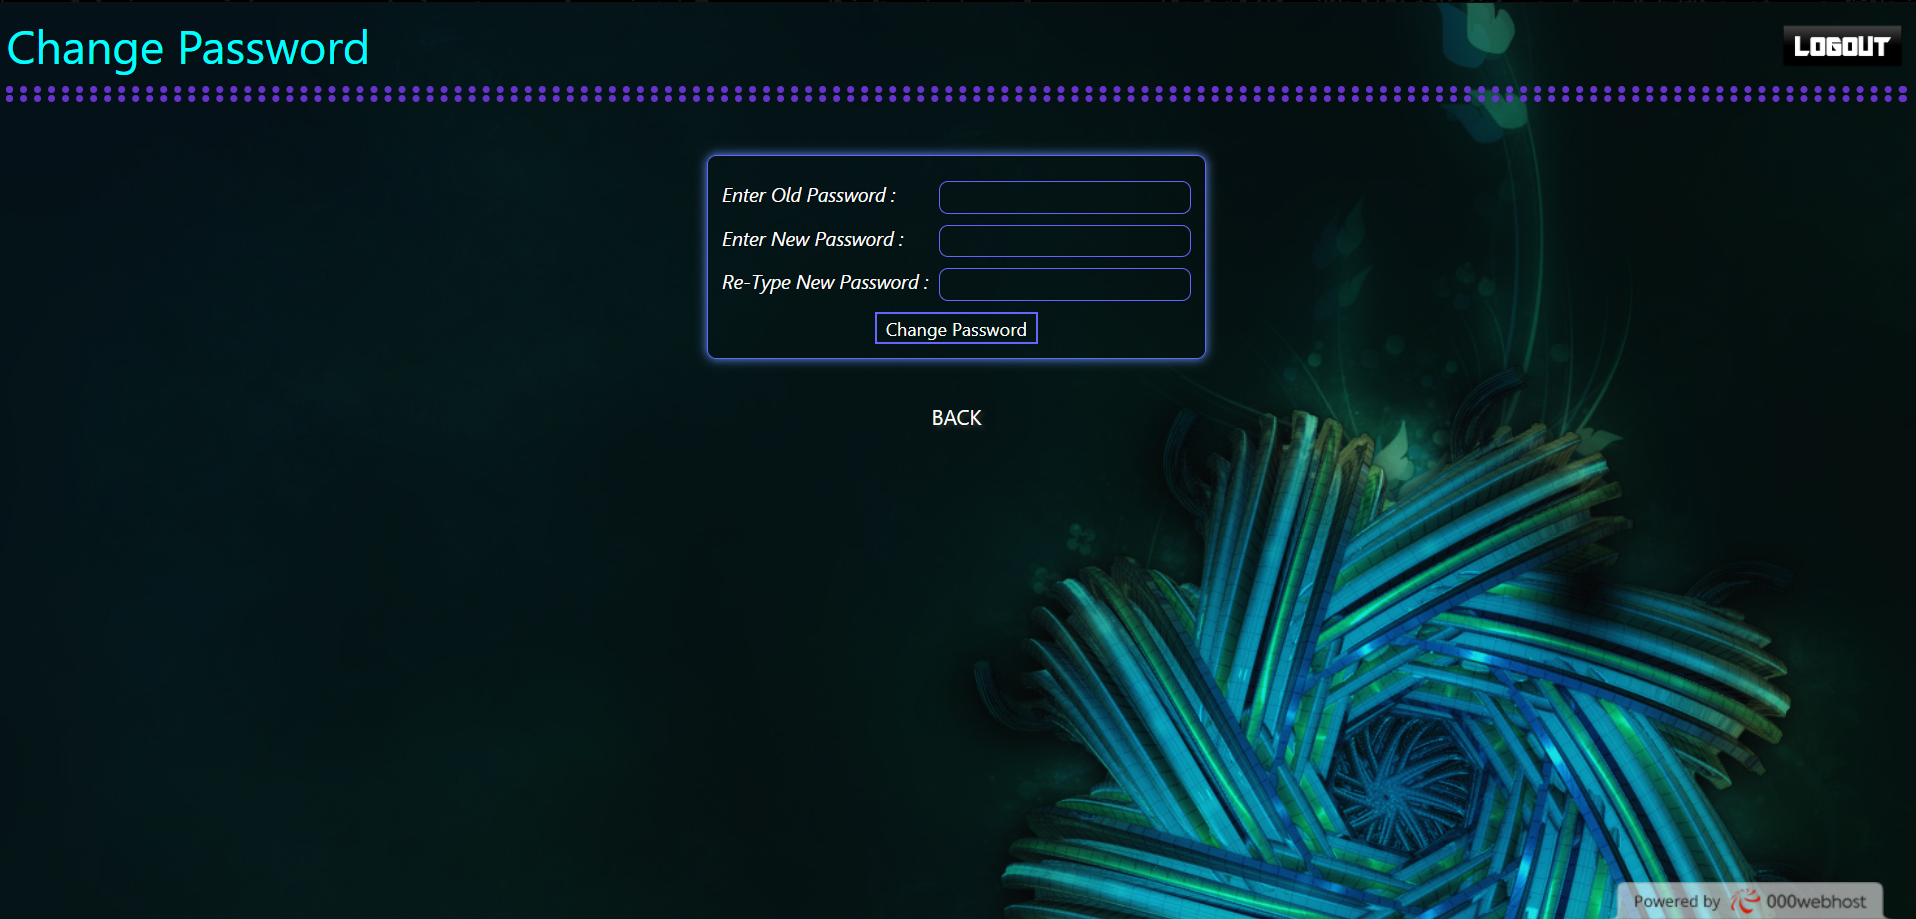 Change Password
LOGOUT
Enter Old Password :
Enter New Password :
Re-Type New Password :
Change Password
BACK
Powered by 000webhost